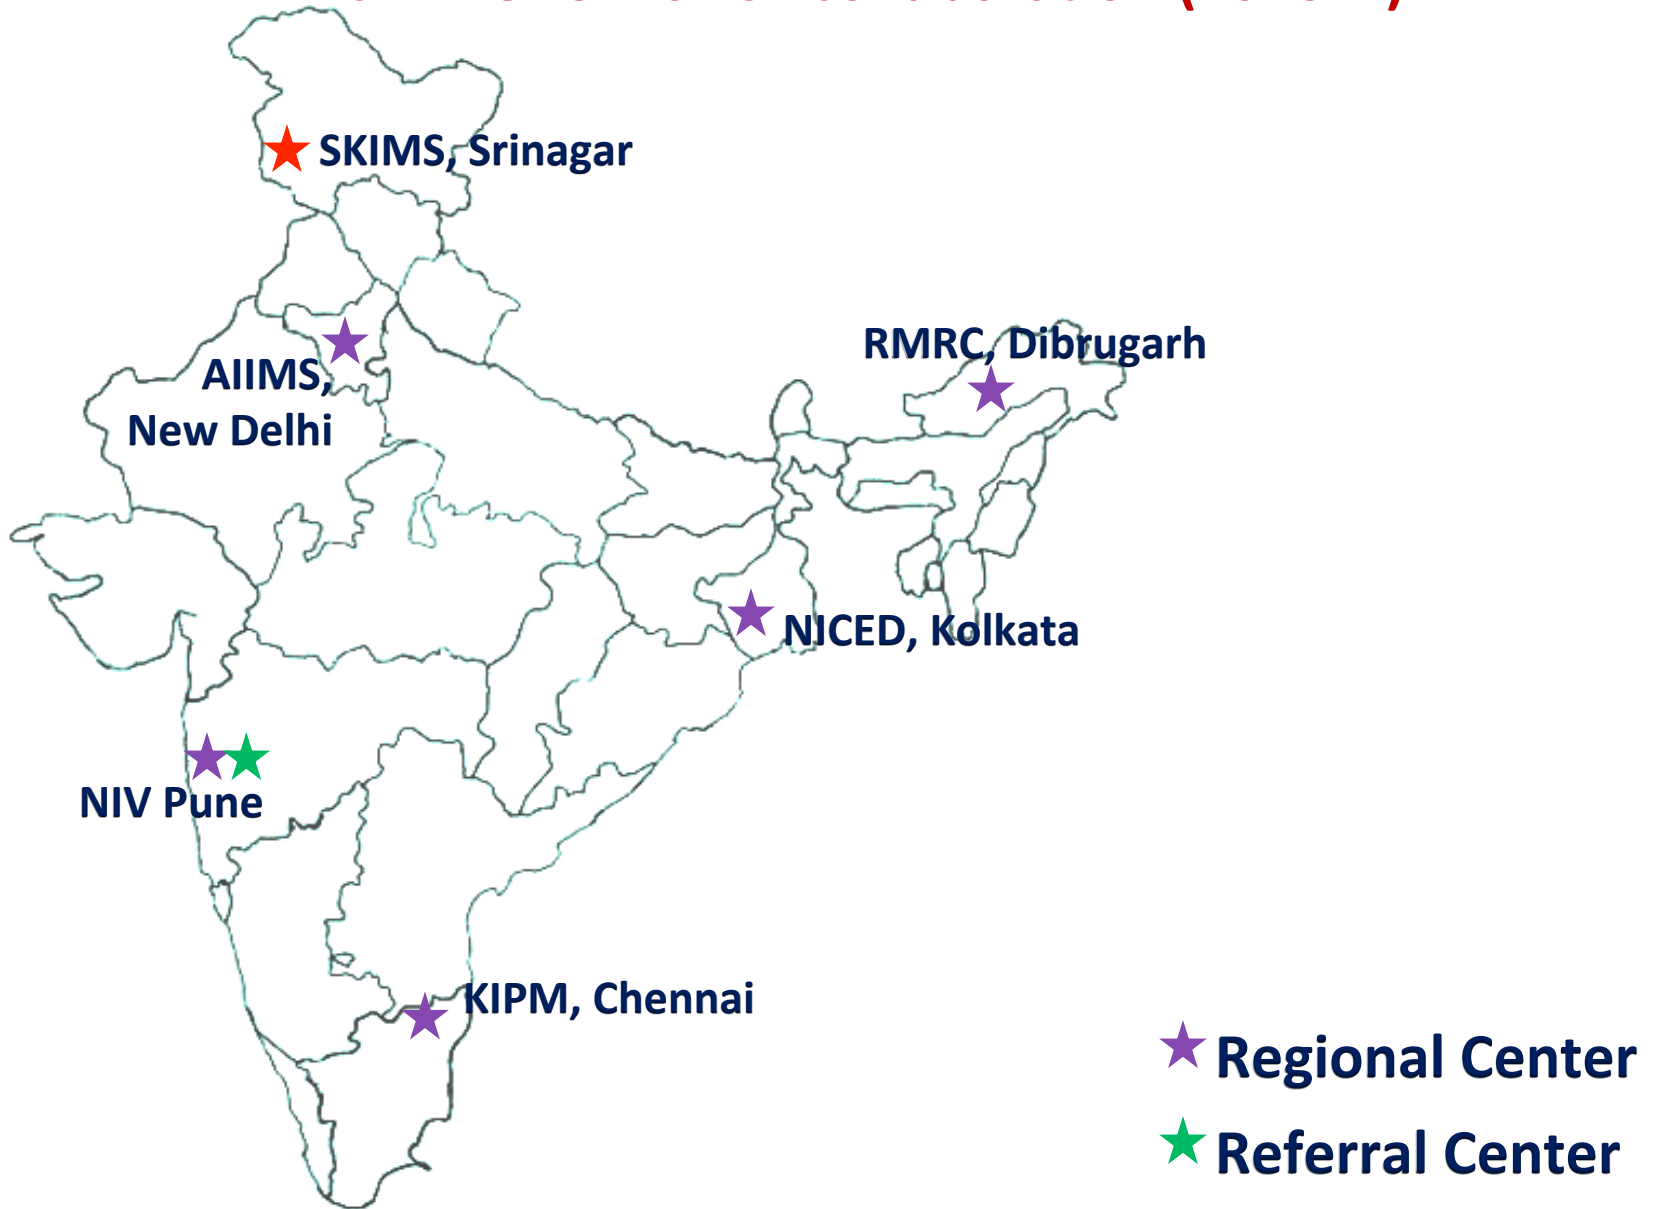 SKIMS, Srinagar
RMRC, Dibrugarh
AIIMS,
New Delhi
NICED, Kolkata
NIV Pune
KIPM, Chennai
Regional Center
Referral Center